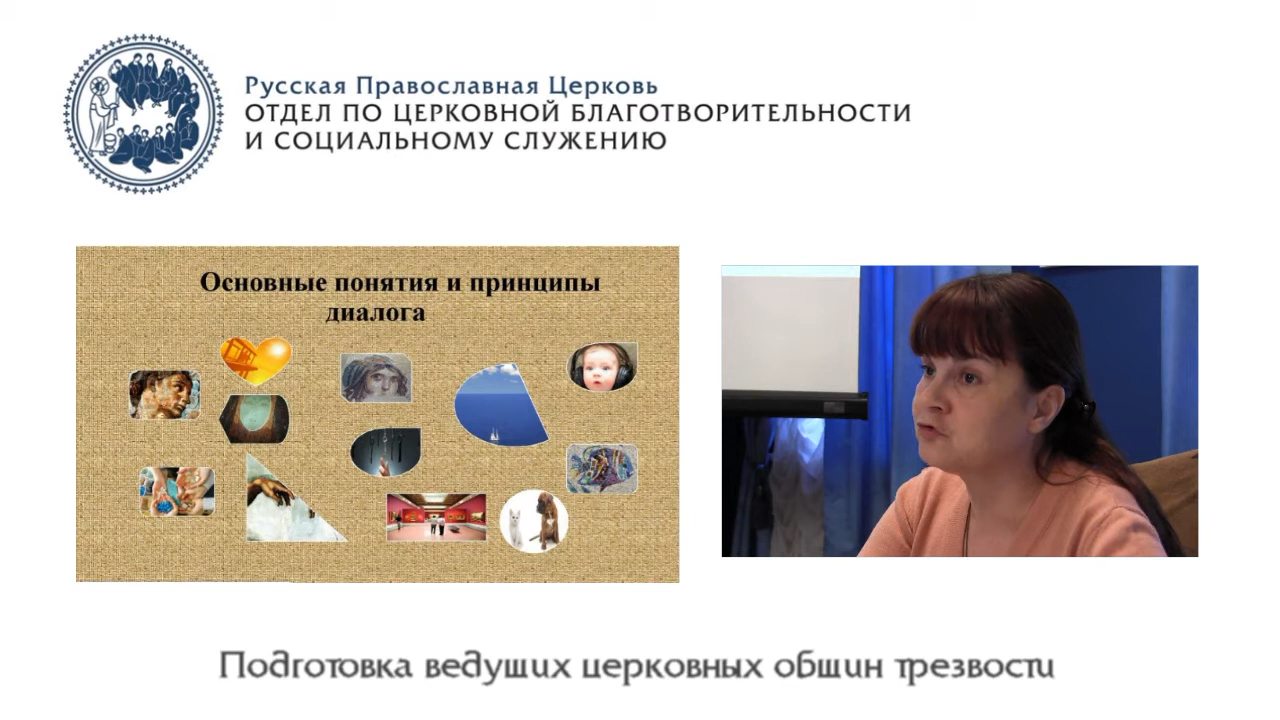 Русская Православная Церковь
ОТДЕЛ ПО ЦЕРКОВНОЙ БЛАГОТВОРИТЕЛЬНОСТИ
И СОЦИАЛЬНОМУ СЛУЖЕНИЮ
Основные понятия и принципы
диалога
Подготовка ведущих церковных общин трезвости